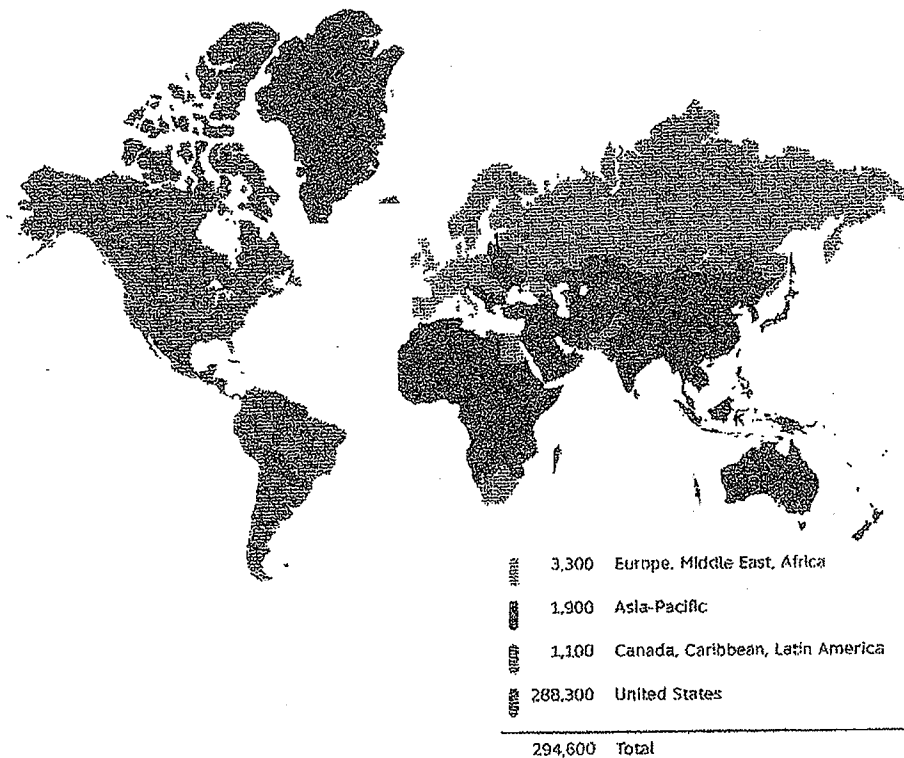 3,300 Europe, Middle East, Africa
1,900 Asia-Pacific
1,100 Canada, Caribbean, Latin America
288,300 United States
294,600 Total